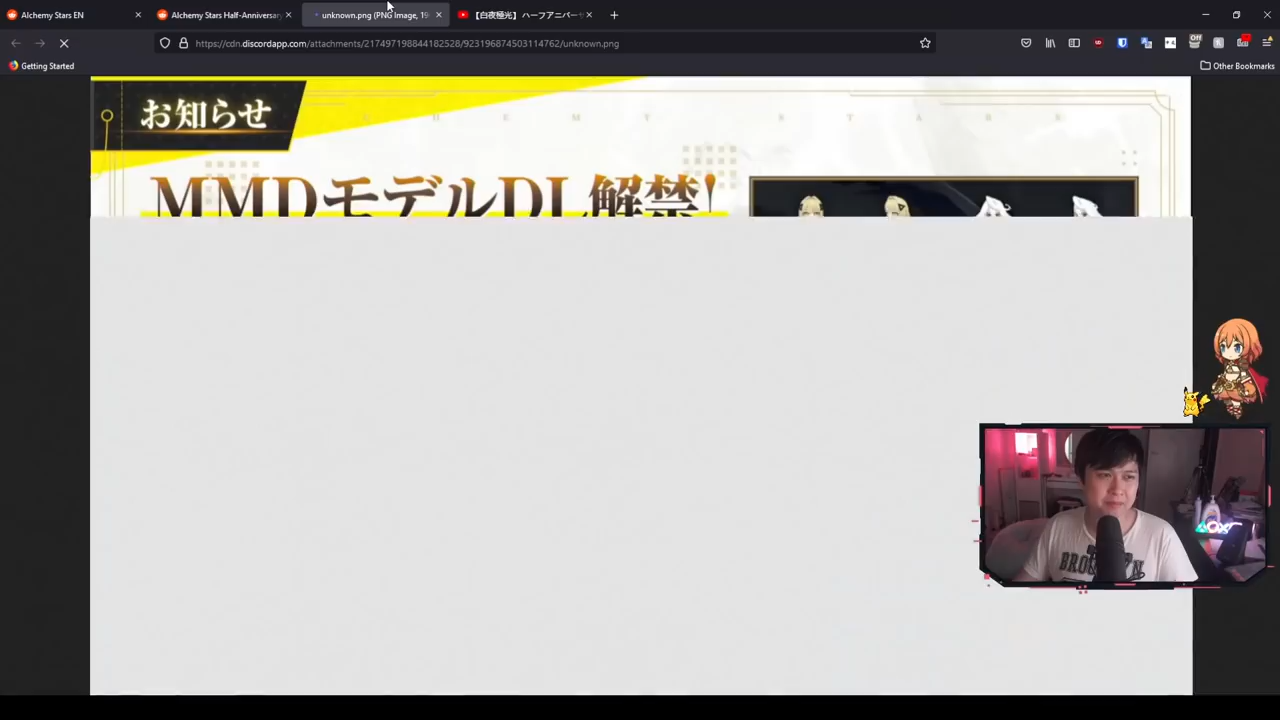 Alchemy Stars EN
Alchemy Stars Half-Anniversary
unknown.png (PNG Image, 19
【白夜極光】ハーフアニバーサ
https://cdn.discordapp.com/attachments/217497198844182528/923196874503114762/unknown.png
Off
Getting Started
Other Bookmarks
お知らせ
C H E M Y S T A R S
MMDモデルDL解禁!